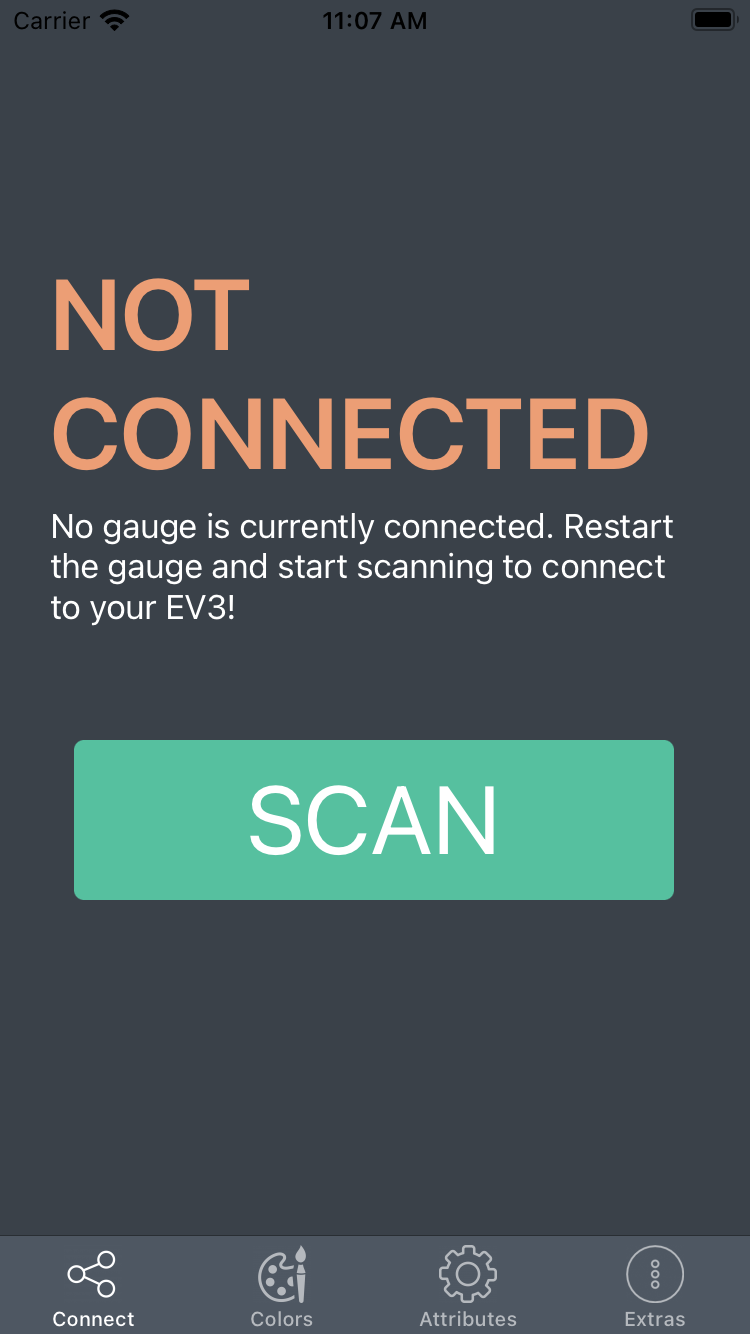 Carrier 11:07 AM
NOT
CONNECTED
No gauge is currently connected. Restart
the gauge and start scanning to connect
to your EV3!
SCAN
Connect Colors Attributes Extras